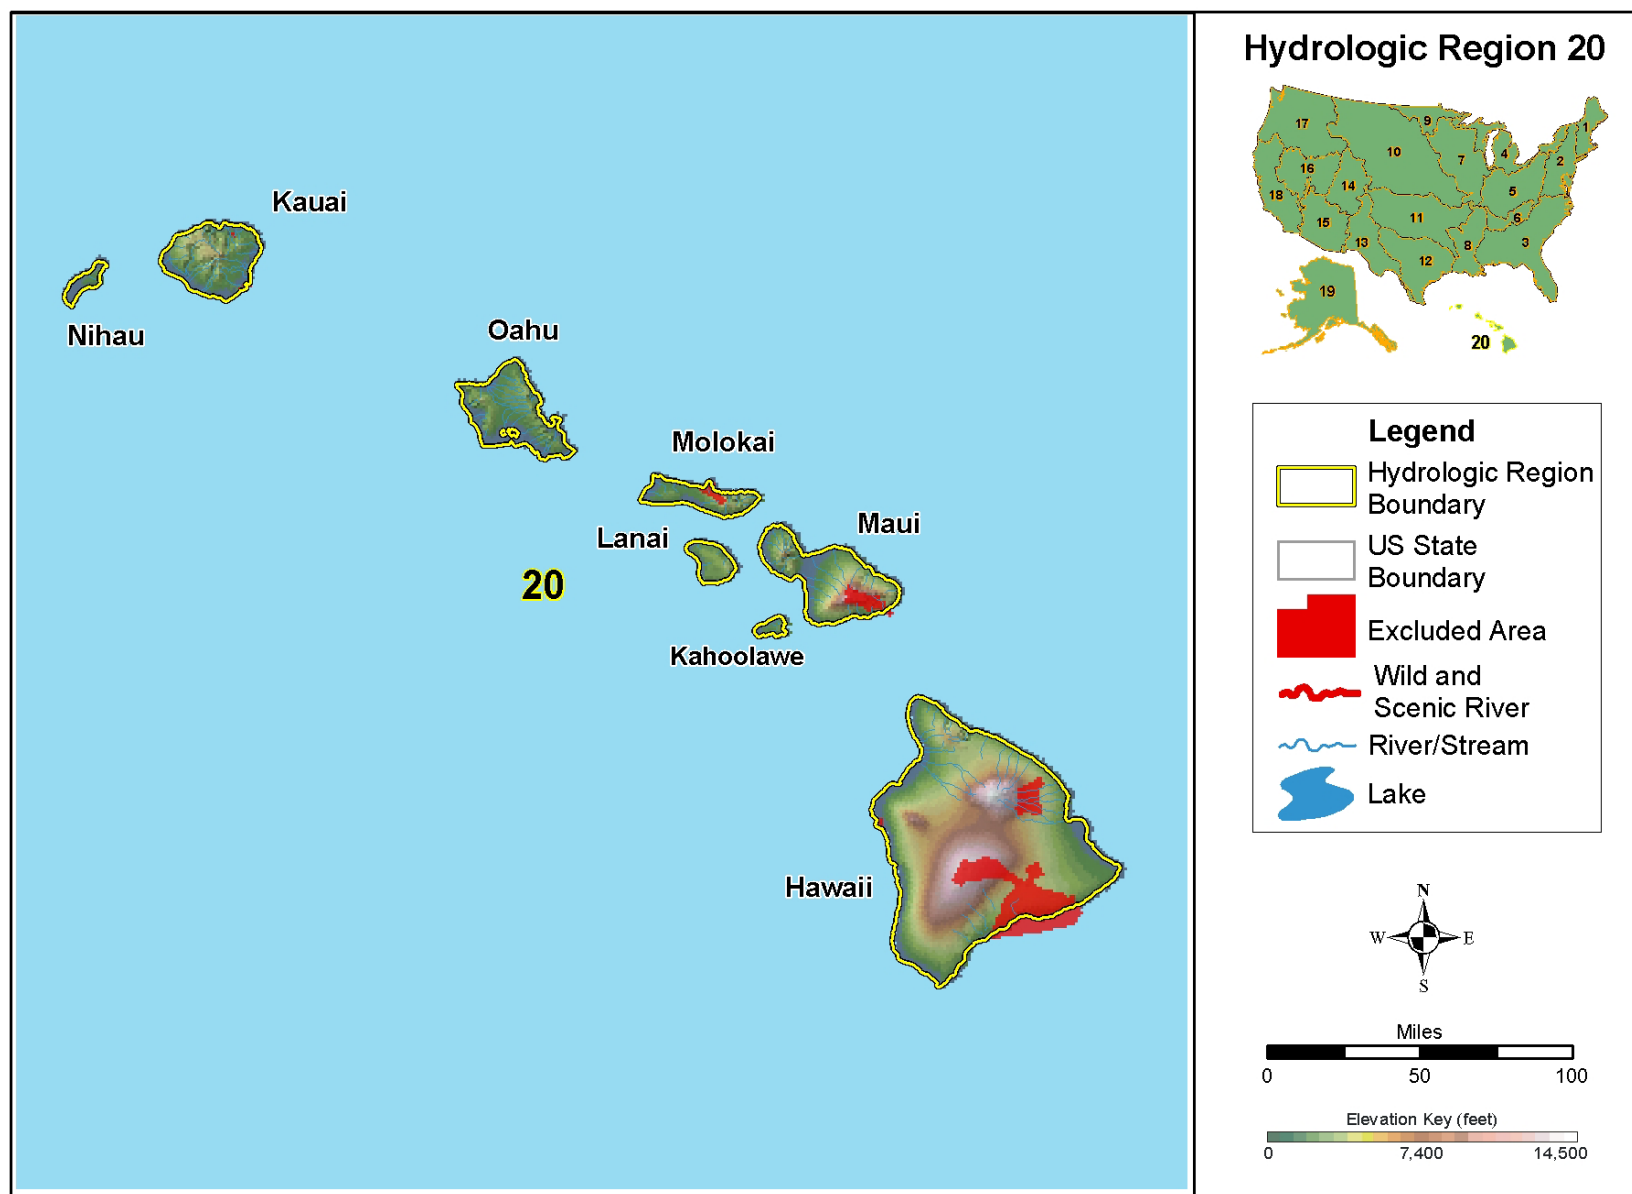 Hydrologic Region 20
17
9
1
10
7
4
2
16
14
5
18
15
11
6
13
8
3
12
19
20
Kauai
Nihau
Oahu
Molokai
Lanai
Maui
20
Kahoolawe
Hawaii
Legend
Hydrologic Region
Boundary
US State
Boundary
Excluded Area
Wild and
Scenic River
River/Stream
Lake
N
W E
S
Miles
0 50 100
Elevation Key (feet)
0 7,400 14,500